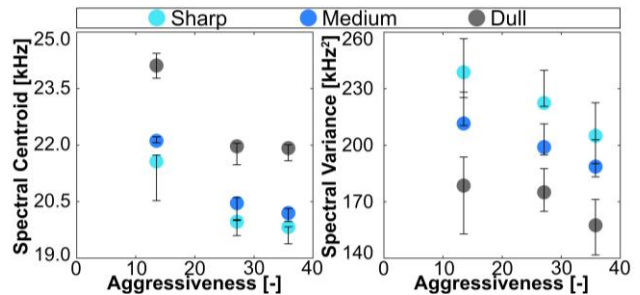 Sharp Medium Dull
Spectral Centroid [kHz]
25.0
23.5
22.0
20.5
19.0
0 10 20 30 40
Aggressiveness [-]
Spectral Variance [kHz²]
260
230
200
170
140
0 10 20 30 40
Aggressiveness [-]